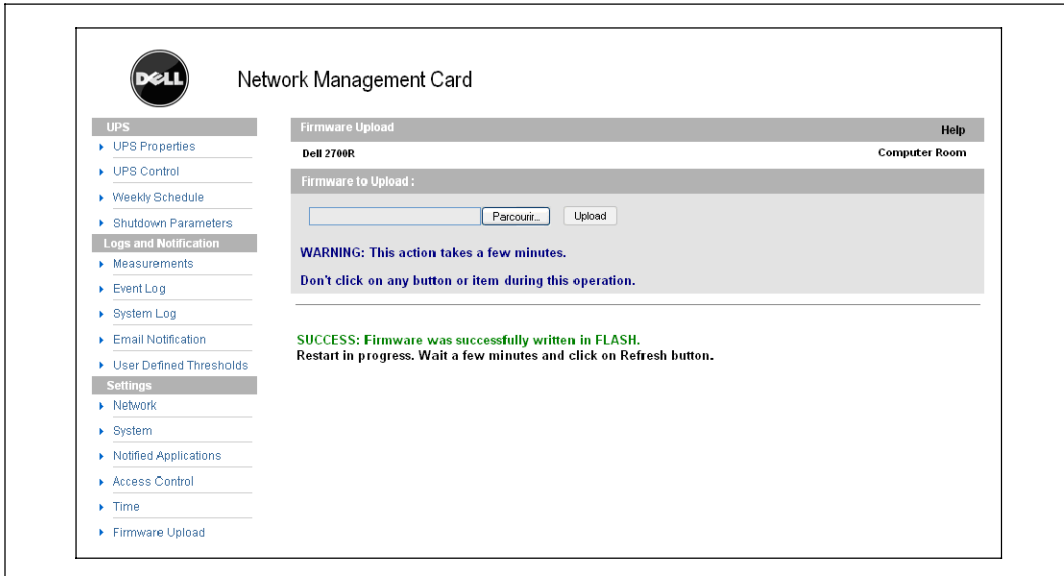 DELL
Network Management Card
UPS
UPS Properties
UPS Control
Weekly Schedule
Shutdown Parameters
Logs and Notification
Measurements
Event Log
System Log
Email Notification
User Defined Thresholds
Settings
Network
System
Notified Applications
Access Control
Time
Firmware Upload
Firmware Upload Help
Dell 2700R Computer Room
Firmware to Upload :
Parcourir... Upload
WARNING: This action takes a few minutes.
Don't click on any button or item during this operation.
SUCCESS: Firmware was successfully written in FLASH.
Restart in progress. Wait a few minutes and click on Refresh button.